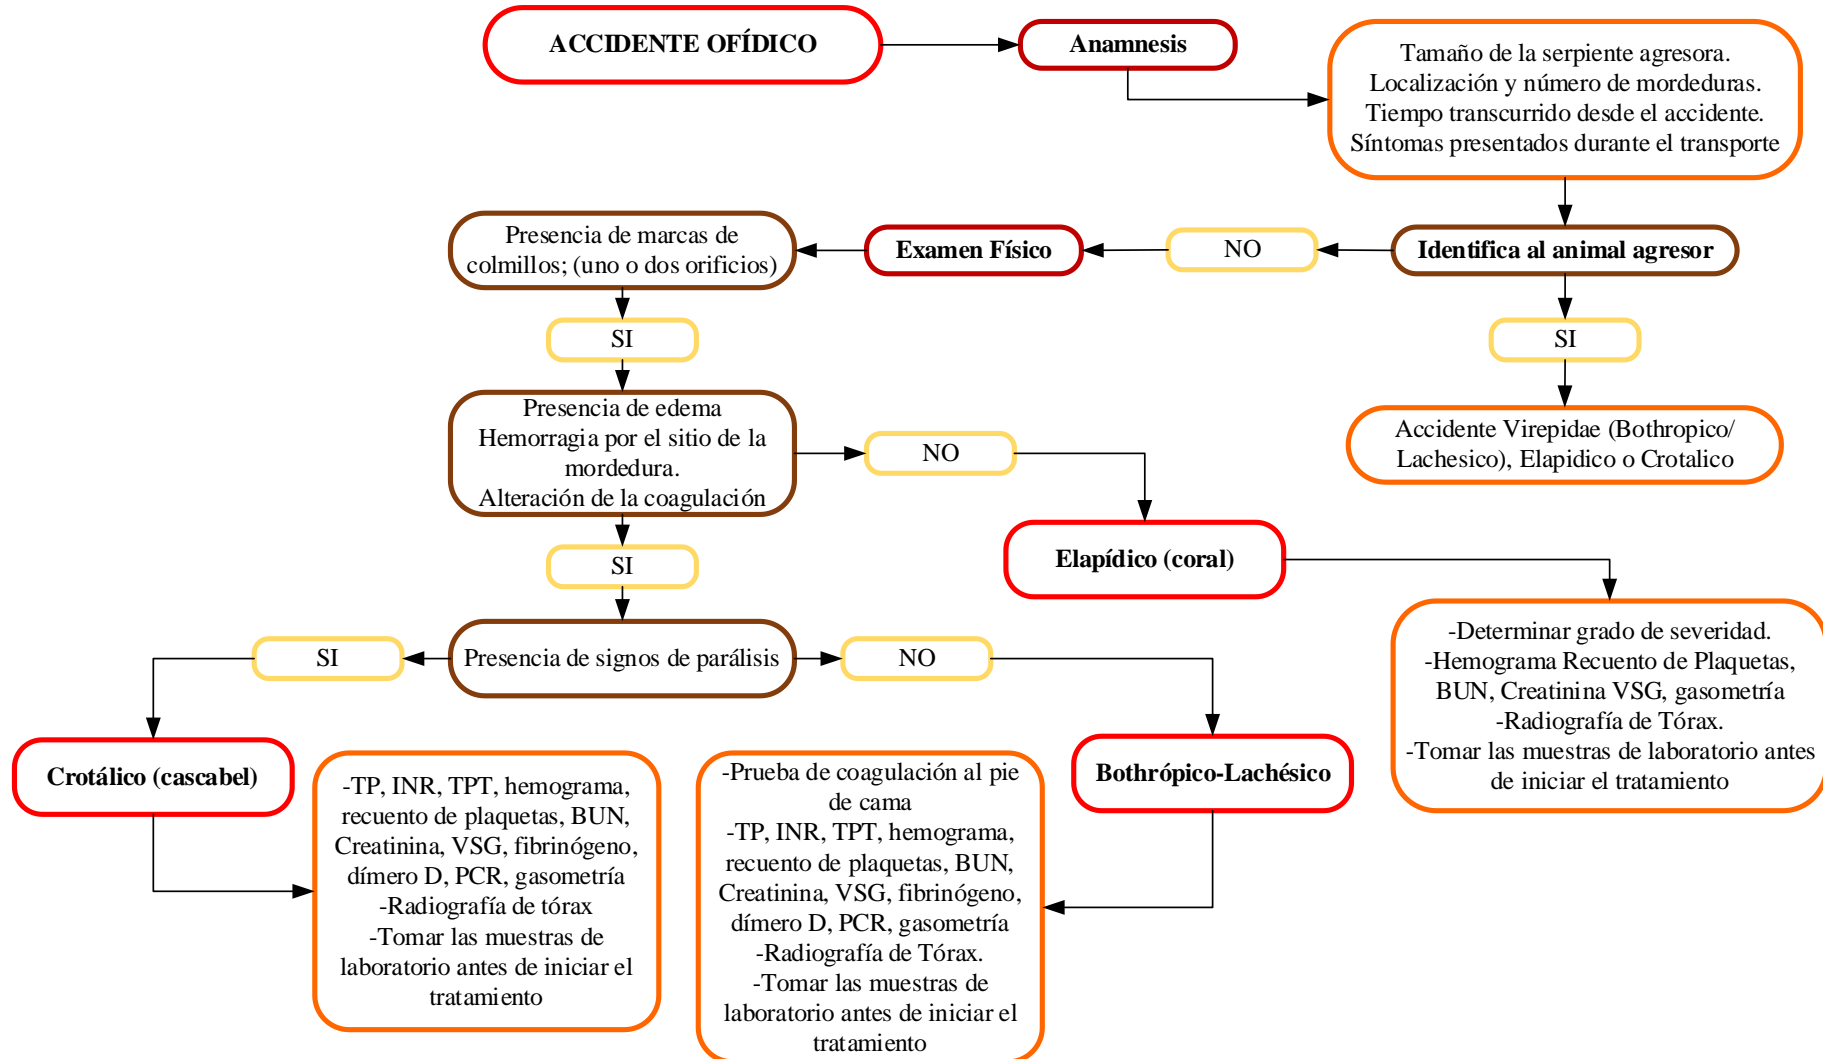 ACCIDENTE OFÍDICO
Anamnesis
Tamaño de la serpiente agresora.
Localización y número de mordeduras.
Tiempo transcurrido desde el accidente.
Síntomas presentados durante el transporte
Identifica al animal agresor
NO
Examen Físico
Presencia de marcas de
colmillos; (uno o dos orificios)
SI
SI
Accidente Virepidae (Bothropico/
Lachesico), Elapidico o Crotalico
Presencia de edema
Hemorragia por el sitio de la
mordedura.
Alteración de la coagulación
NO
Elapídico (coral)
-Determinar grado de severidad.
-Hemograma Recuento de Plaquetas,
BUN, Creatinina VSG, gasometría
-Radiografía de Tórax.
-Tomar las muestras de laboratorio antes
de iniciar el tratamiento
SI
Presencia de signos de parálisis
SI
NO
Crotálico (cascabel)
-TP, INR, TPT, hemograma,
recuento de plaquetas, BUN,
Creatinina, VSG, fibrinógeno,
dímero D, PCR, gasometría
-Radiografía de tórax
-Tomar las muestras de
laboratorio antes de iniciar el
tratamiento
Bothrópico-Lachésico
-Prueba de coagulación al pie
de cama
-TP, INR, TPT, hemograma,
recuento de plaquetas, BUN,
Creatinina, VSG, fibrinógeno,
dímero D, PCR, gasometría
-Radiografía de Tórax.
-Tomar las muestras de
laboratorio antes de iniciar el
tratamiento